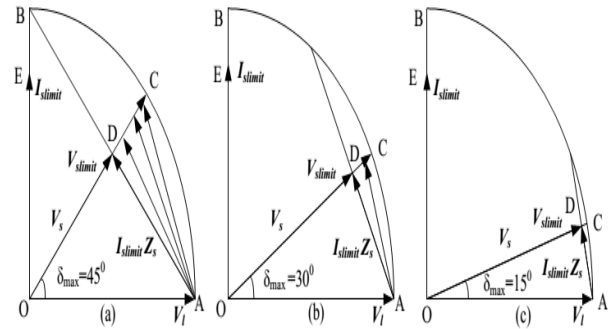 B
E
I_slimit
C
D
V_slimit
V_s
I_slimit Z_s
δ_max=45⁰
O
(a)
V_l
A
B
E
I_slimit
C
D
V_slimit
V_s
I_slimit Z_s
δ_max=30⁰
O
(b)
V_l
A
B
E
I_slimit
V_slimit
D
C
V_s
I_slimit Z_s
δ_max=15⁰
O
(c)
V_l
A